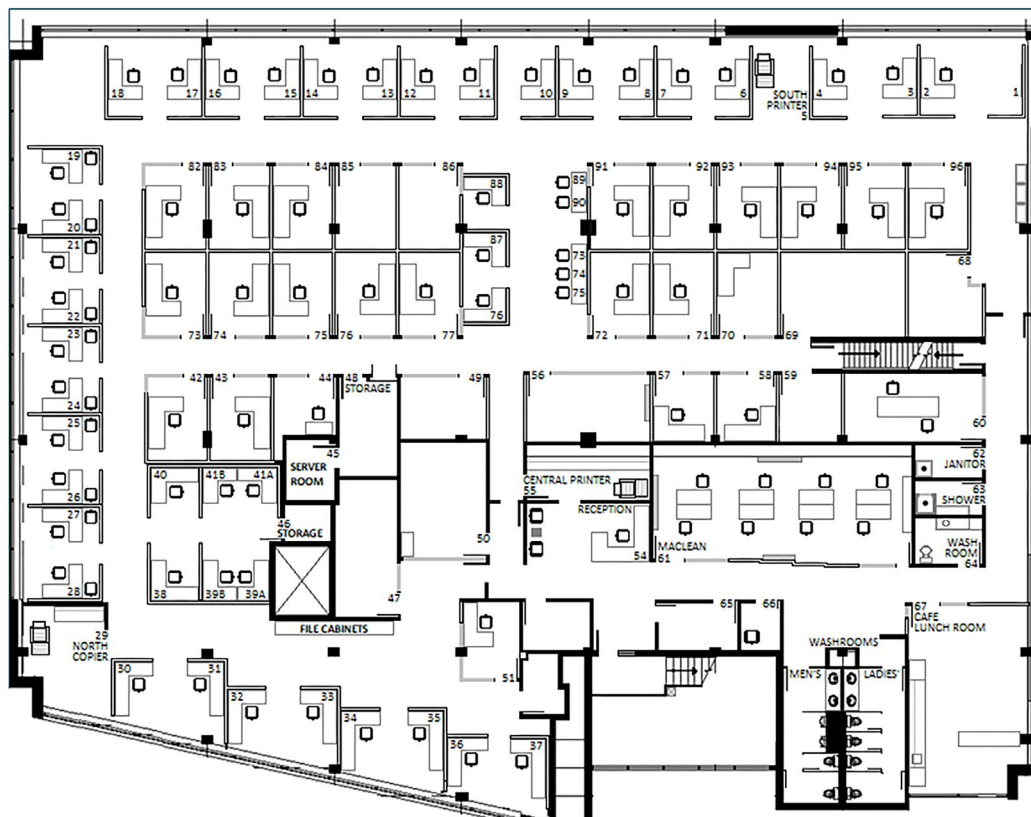 18 17 16 15 14 13 12 11 10 9 8 7 6 4 3 2 1
SOUTH
PRINTER
5
19
20
21
22
23
24
25
26
27
28
82 83 84 85 86
88
87
76
89
90
73
74
75
91 92 93 94 95 96
68
73 74 75 76 77
72 71 70 69
42 43 44 48 49
STORAGE
56 57 58 59
60
45
SERVER
ROOM
40 41B 41A
46
STORAGE
38 39B 39A
47
50
FILE CABINETS
CENTRAL PRINTER
55
RECEPTION
54
MACLEAN
61
62
JANITOR
63
SHOWER
WASH
ROOM
64
65 66
67
CAFE
LUNCH ROOM
WASHROOMS
MEN'S LADIES'
29
NORTH
COPIER
30 31
32 33
34 35
36 37
51